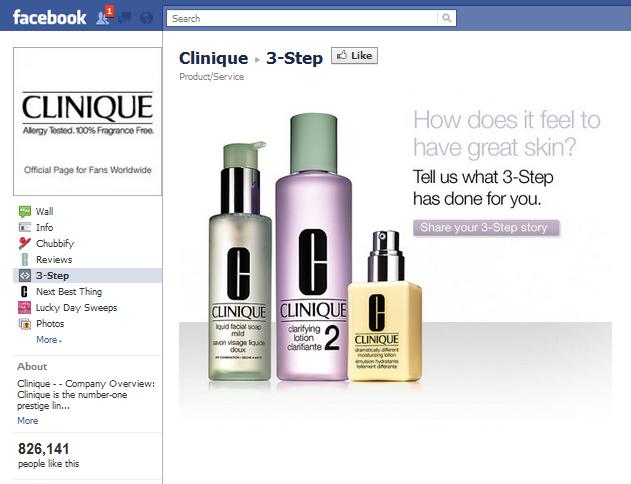 facebook
1
Search
Clinique ▸ 3-Step
Like
Product/Service
CLINIQUE
Allergy Tested. 100% Fragrance Free.
Official Page for Fans Worldwide
Wall
Info
Chubbify
Reviews
3-Step
Next Best Thing
Lucky Day Sweeps
Photos
More
About
Clinique - - Company Overview:
Clinique is the number-one
prestige lin...
More
826,141
people like this
How does it feel to
have great skin?
Tell us what 3-Step
has done for you.
Share your 3-Step story
C
CLINIQUE
liquid facial soap
mild
savon visage liquide
doux
C
CLINIQUE
clarifying
lotion
clarifiante 2
C
CLINIQUE
dramatically different
moisturizing lotion
émulsion hydratante
tellement différente